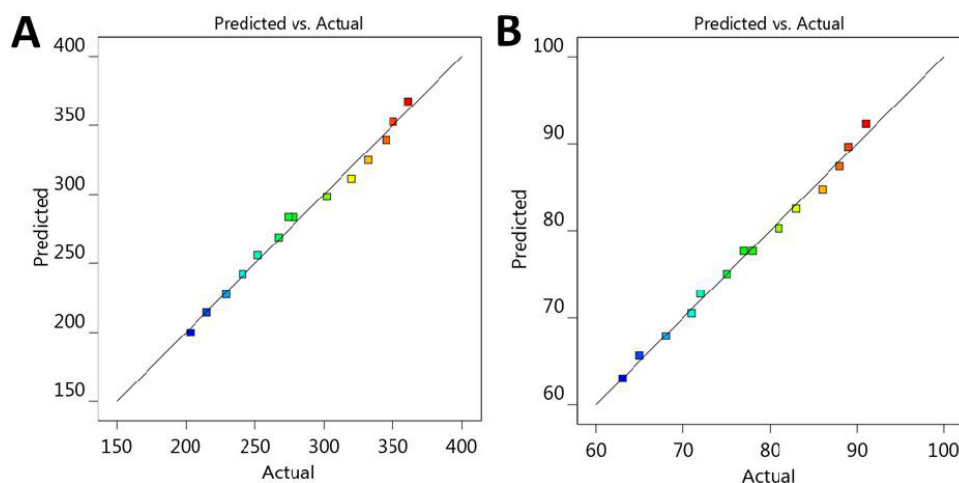 A
Predicted vs. Actual
400
350
300
250
200
150
Predicted
150 200 250 300 350 400
Actual
B
Predicted vs. Actual
100
90
80
70
60
Predicted
60 70 80 90 100
Actual